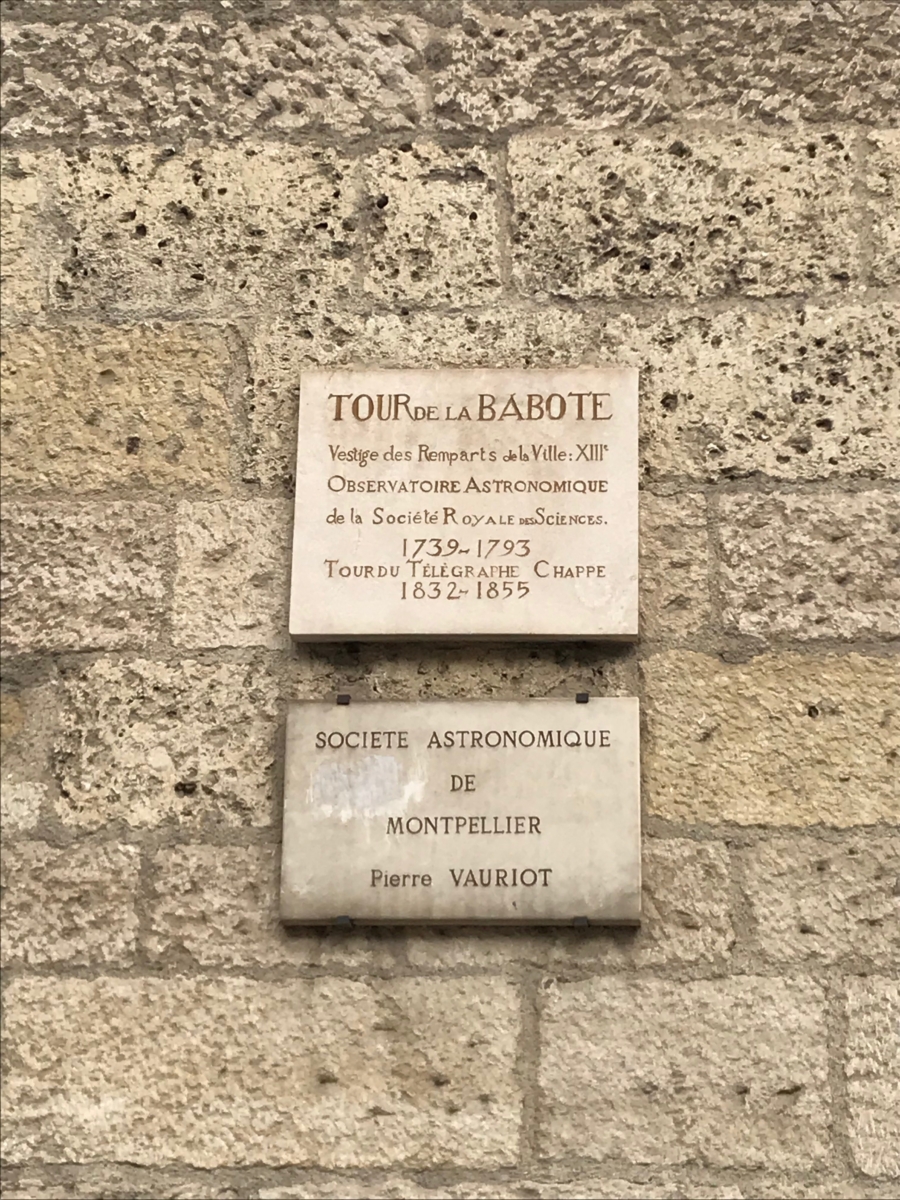 TOUR DE LA BABOTE
Vestige des Remparts de la Ville: XIIIe
OBSERVATOIRE ASTRONOMIQUE
de la Société ROYALE DES SCIENCES.
1739-1793
TOUR DU TÉLÈGRAPHE CHAPPE
1832-1855
SOCIETE ASTRONOMIQUE
DE
MONTPELLIER
Pierre VAURIOT